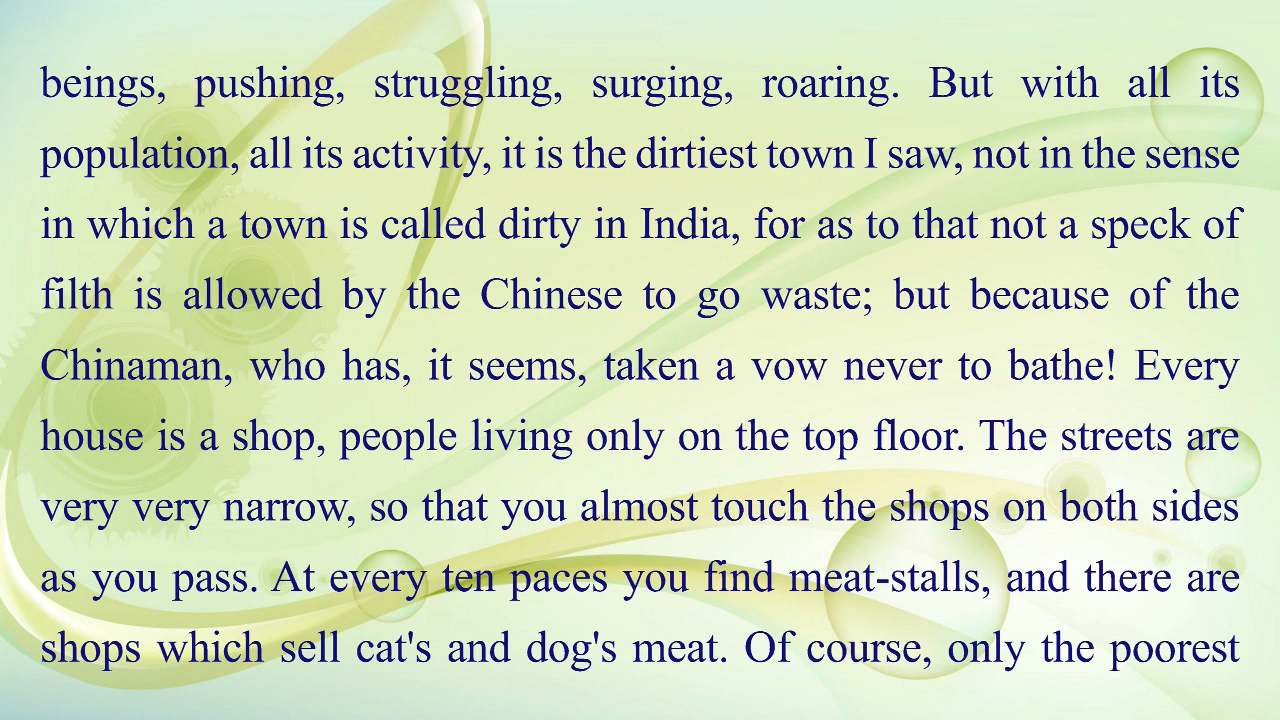 beings, pushing, struggling, surging, roaring. But with all its
population, all its activity, it is the dirtiest town I saw, not in the sense
in which a town is called dirty in India, for as to that not a speck of
filth is allowed by the Chinese to go waste; but because of the
Chinaman, who has, it seems, taken a vow never to bathe! Every
house is a shop, people living only on the top floor. The streets are
very very narrow, so that you almost touch the shops on both sides
as you pass. At every ten paces you find meat-stalls, and there are
shops which sell cat's and dog's meat. Of course, only the poorest